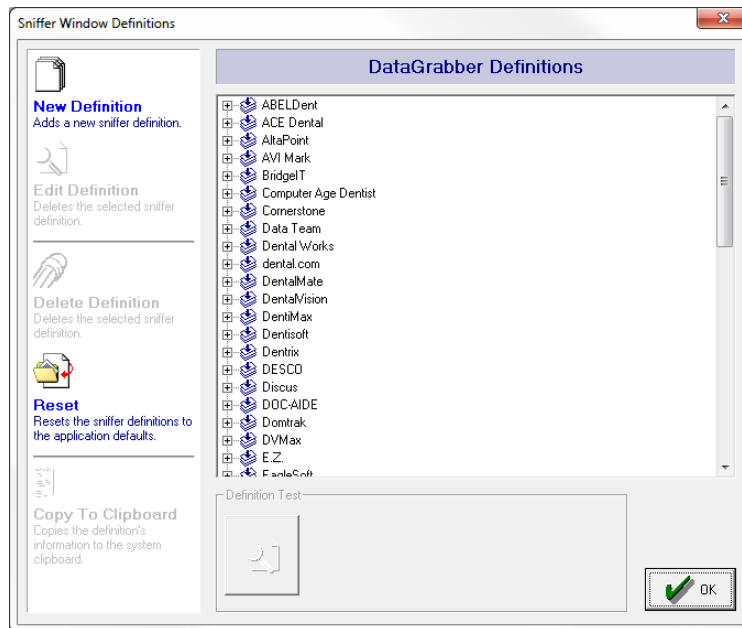 Sniffer Window Definitions
DataGrabber Definitions
New Definition
Adds a new sniffer definition.
Edit Definition
Deletes the selected sniffer
definition.
Delete Definition
Deletes the selected sniffer
definition.
Reset
Resets the sniffer definitions to
the application defaults.
Copy To Clipboard
Copies the definition's
information to the system
clipboard.
ABELDent
ACE Dental
AltaPoint
AVI Mark
BridgeIT
Computer Age Dentist
Cornerstone
Data Team
Dental Works
dental.com
DentalMate
DentalVision
DentiMax
Dentisoft
Dentrix
DESCO
Discus
DOC-AIDE
Domtrak
DVMax
E.Z.
EagleSoft
Definition Test
OK